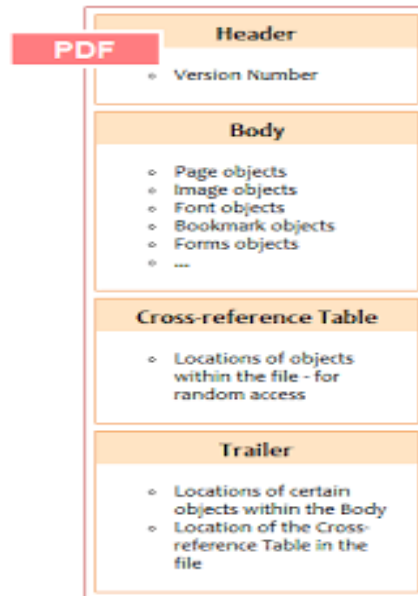 PDF
Header
◦ Version Number
Body
◦ Page objects
◦ Image objects
◦ Font objects
◦ Bookmark objects
◦ Forms objects
◦ ...
Cross-reference Table
◦ Locations of objects
within the file - for
random access
Trailer
◦ Locations of certain
objects within the Body
◦ Location of the Cross-
reference Table in the
file